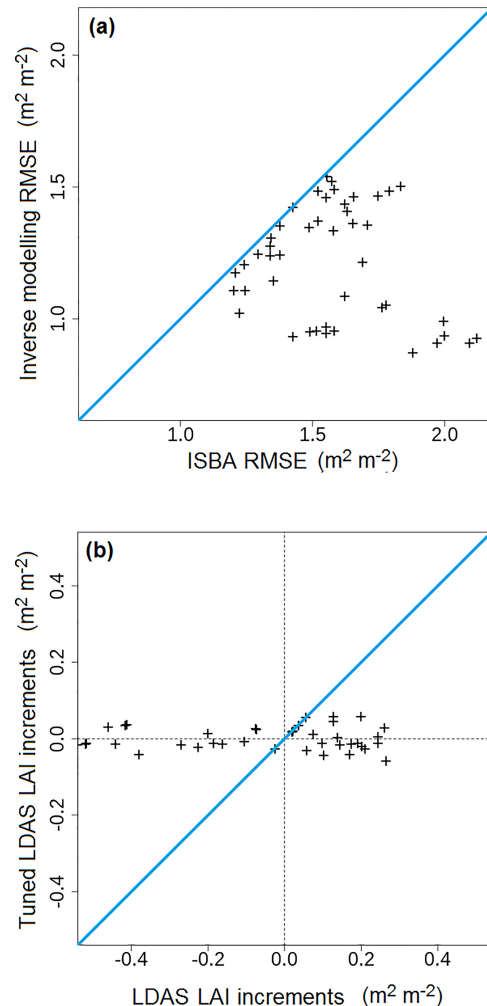 (a)
Inverse modelling RMSE (m² m⁻²)
2.0
1.5
1.0
1.0 1.5 2.0
ISBA RMSE (m² m⁻²)
(b)
Tuned LDAS LAI increments (m² m⁻²)
0.4
0.2
0.0
-0.2
-0.4
-0.4 -0.2 0.0 0.2 0.4
LDAS LAI increments (m² m⁻²)